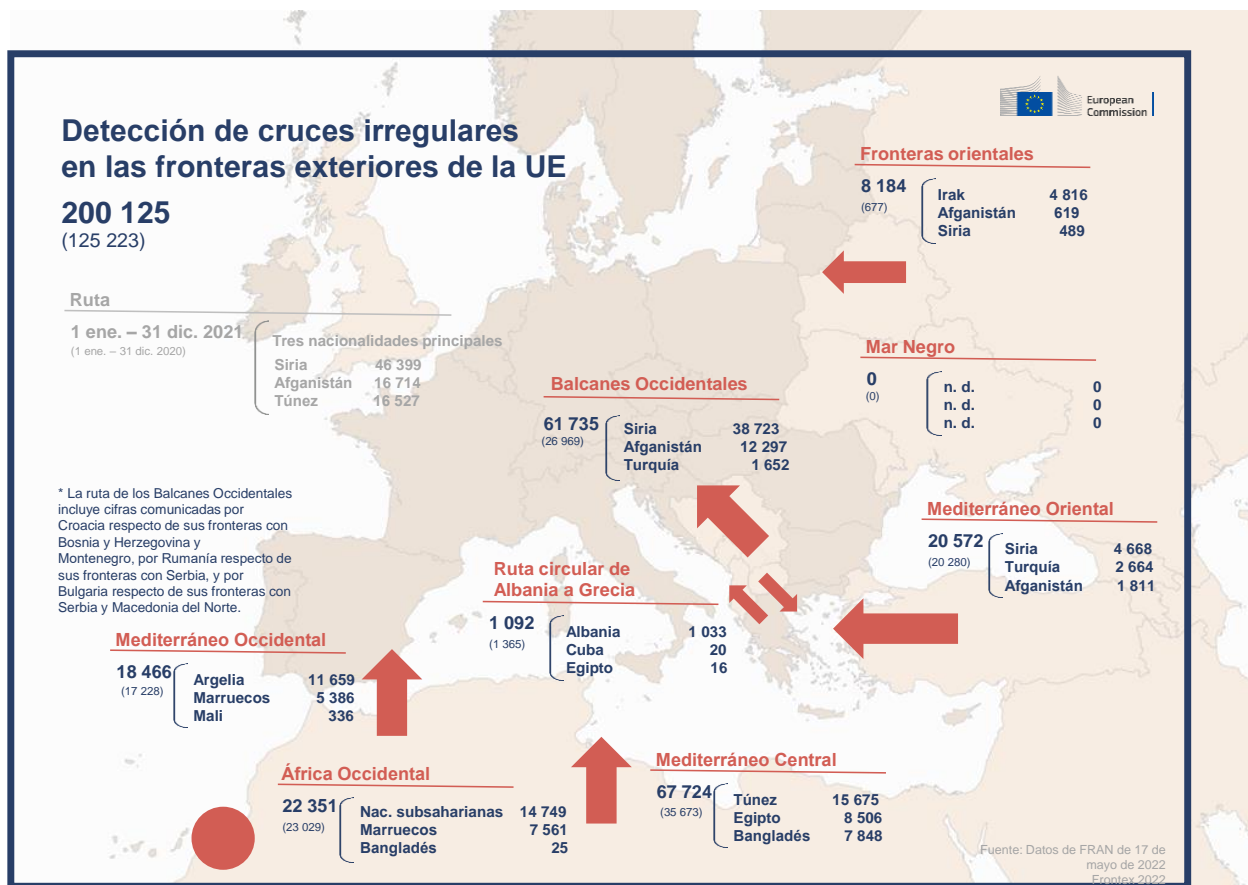 European
Commission
Detección de cruces irregulares
en las fronteras exteriores de la UE
200 125
(125 223)
Ruta
1 ene. – 31 dic. 2021
(1 ene. – 31 dic. 2020)
Tres nacionalidades principales
Siria 46 399
Afganistán 16 714
Túnez 16 527
Fronteras orientales
8 184
(677)
Irak 4 816
Afganistán 619
Siria 489
Mar Negro
0
(0)
n. d. 0
n. d. 0
n. d. 0
Balcanes Occidentales
61 735
(26 969)
Siria 38 723
Afganistán 12 297
Turquía 1 652
* La ruta de los Balcanes Occidentales
incluye cifras comunicadas por
Croacia respecto de sus fronteras con
Bosnia y Herzegovina y
Montenegro, por Rumanía respecto de
sus fronteras con Serbia, y por
Bulgaria respecto de sus fronteras con
Serbia y Macedonia del Norte.
Mediterráneo Oriental
20 572
(20 280)
Siria 4 668
Turquía 2 664
Afganistán 1 811
Ruta circular de
Albania a Grecia
1 092
(1 365)
Albania 1 033
Cuba 20
Egipto 16
Mediterráneo Occidental
18 466
(17 228)
Argelia 11 659
Marruecos 5 386
Mali 336
África Occidental
22 351
(23 029)
Nac. subsaharianas 14 749
Marruecos 7 561
Bangladés 25
Mediterráneo Central
67 724
(35 673)
Túnez 15 675
Egipto 8 506
Bangladés 7 848
Fuente: Datos de FRAN de 17 de
mayo de 2022
Frontex 2022